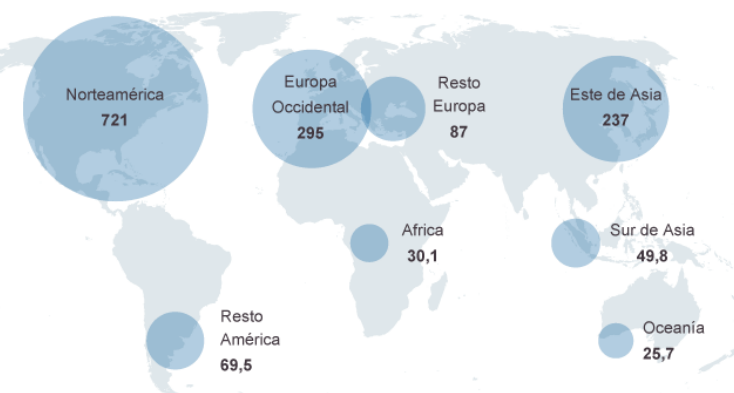 Norteamérica
721
Europa
Occidental
295
Resto
Europa
87
Este de Asia
237
Africa
30,1
Sur de Asia
49,8
Resto
América
69,5
Oceanía
25,7